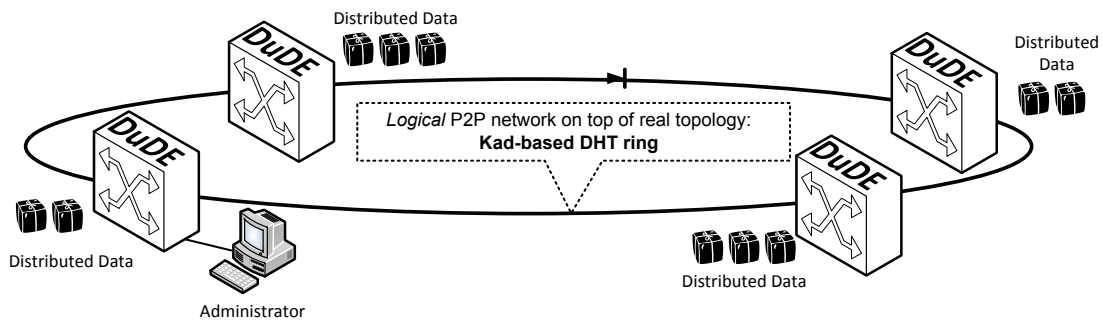 Distributed Data
DuDE
Distributed
Data
DuDE
Logical P2P network on top of real topology:
Kad-based DHT ring
DuDE
DuDE
Distributed Data
Distributed Data
Administrator